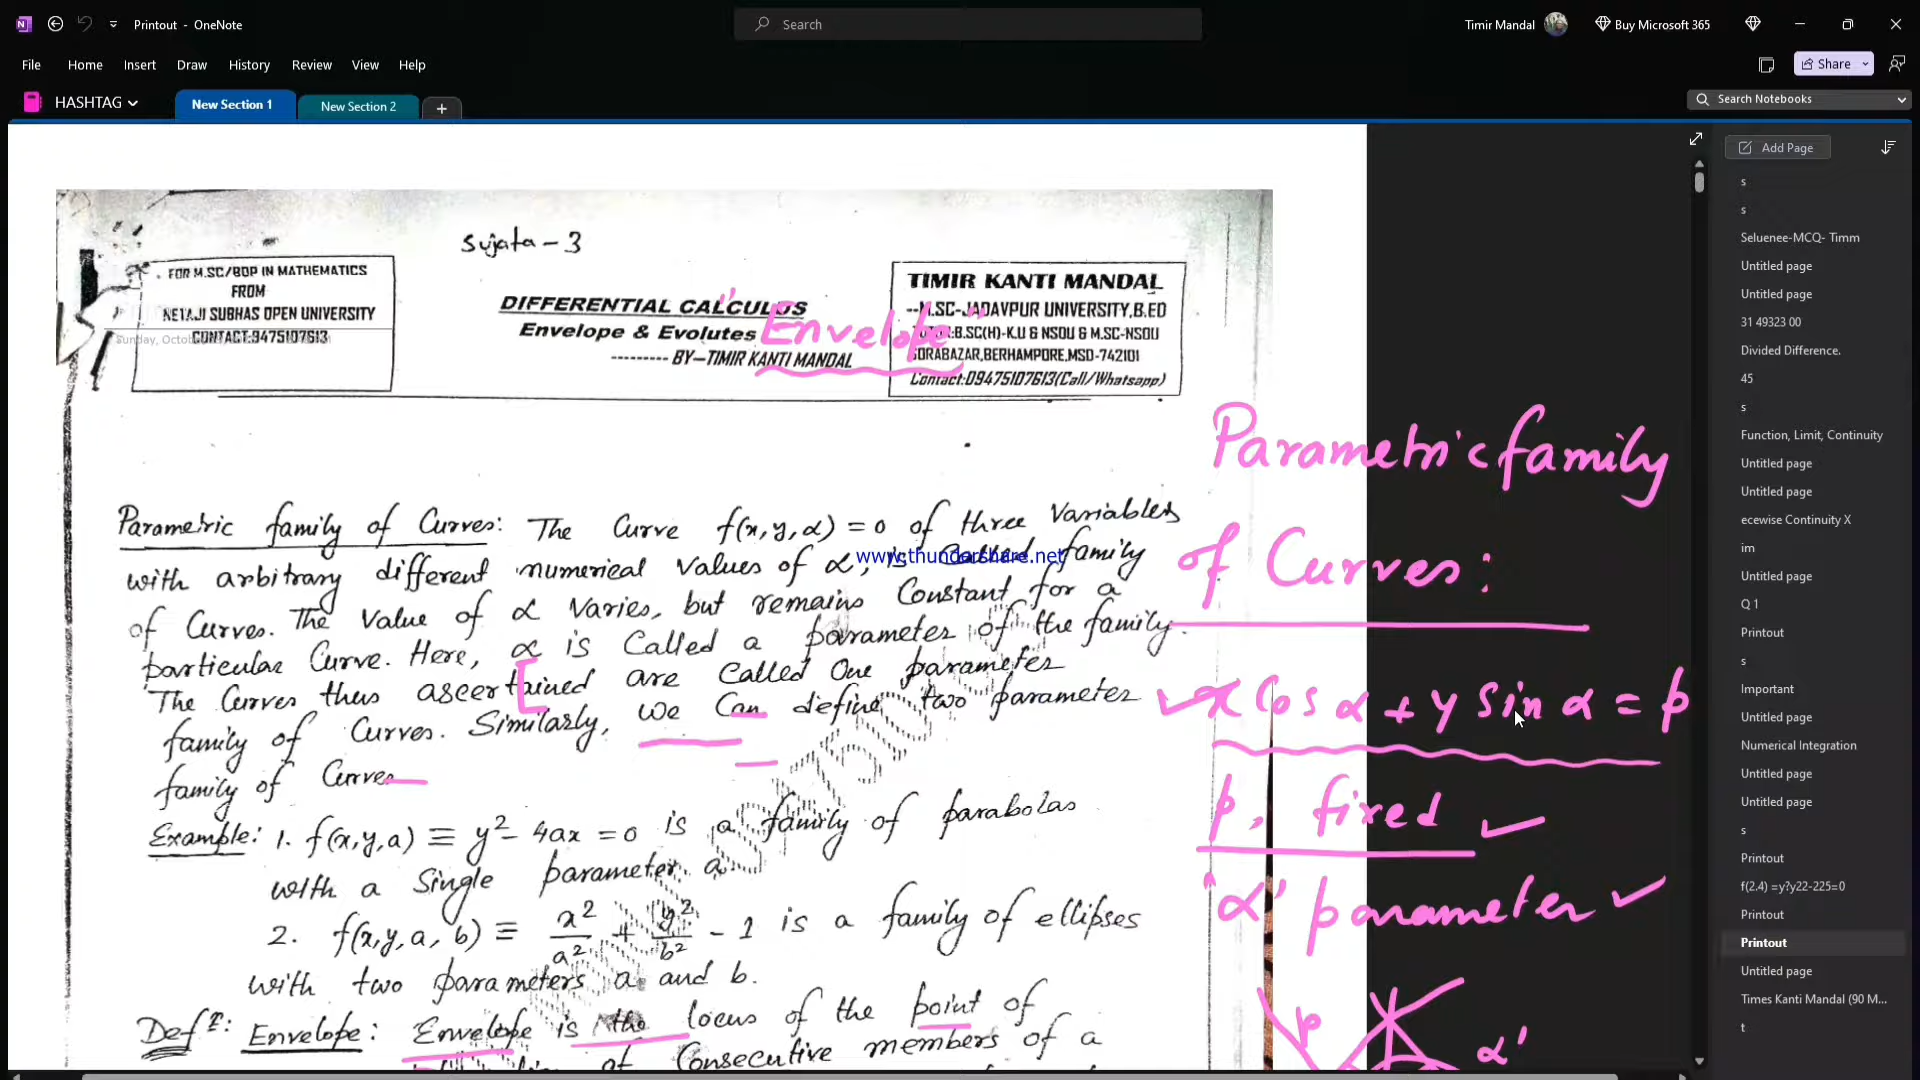 Printout - OneNote
Search
Timir Mandal
Buy Microsoft 365
File Home Insert Draw History Review View Help
Share
HASHTAG
New Section 1
New Section 2
Search Notebooks
Add Page
s
s
Seluenee-MCQ- Timm
Untitled page
Untitled page
31 49323 00
Divided Difference.
45
s
Function, Limit, Continuity
Untitled page
Untitled page
ecewise Continuity X
im
Untitled page
Q 1
Printout
s
Important
Untitled page
Numerical Integration
Untitled page
Untitled page
s
Printout
f(2.4) =y?y22-225=0
Printout
Printout
Untitled page
Times Kanti Mandal (90 M...
t
Sujata - 3
FOR M.SC/BDP IN MATHEMATICS
FROM
NETAJI SUBHAS OPEN UNIVERSITY
CONTACT:9475107613
DIFFERENTIAL CALCULUS
Envelope & Evolutes
--------- BY—TIMIR KANTI MANDAL
"Envelope"
TIMIR KANTI MANDAL
--M.SC-JADAVPUR UNIVERSITY,B.ED
:B.SC(H)-K.U & NSOU & M.SC-NSOU
GORABAZAR,BERHAMPORE,MSD-742101
Contact:09475107613(Call/Whatsapp)
Parametric family of Curves: The Curve f(x,y,α) = 0 of three Variables
with arbitrary different numerical values of α, is Called family
of Curves. The value of α varies, but remains Constant for a
particular Curve. Here, α is Called a parameter of the family.
The Curves thus ascertained are Called One parameter
family of Curves. Similarly, we Can define two parameter
family of Curves
www.thundershare.net
Example: 1. f(x,y,a) ≡ y² - 4ax = 0 is a family of parabolas
with a Single parameter a.
2. f(x,y,a,b) ≡ x²/a² + y²/b² - 1 is a family of ellipses
with two parameters a and b.
Defⁿ: Envelope: Envelope is the locus of the point of
of Consecutive members of a
Parametric family
of Curves:
x Cos α + y Sin α = p
p, fixed
'α' parameter
p
α'